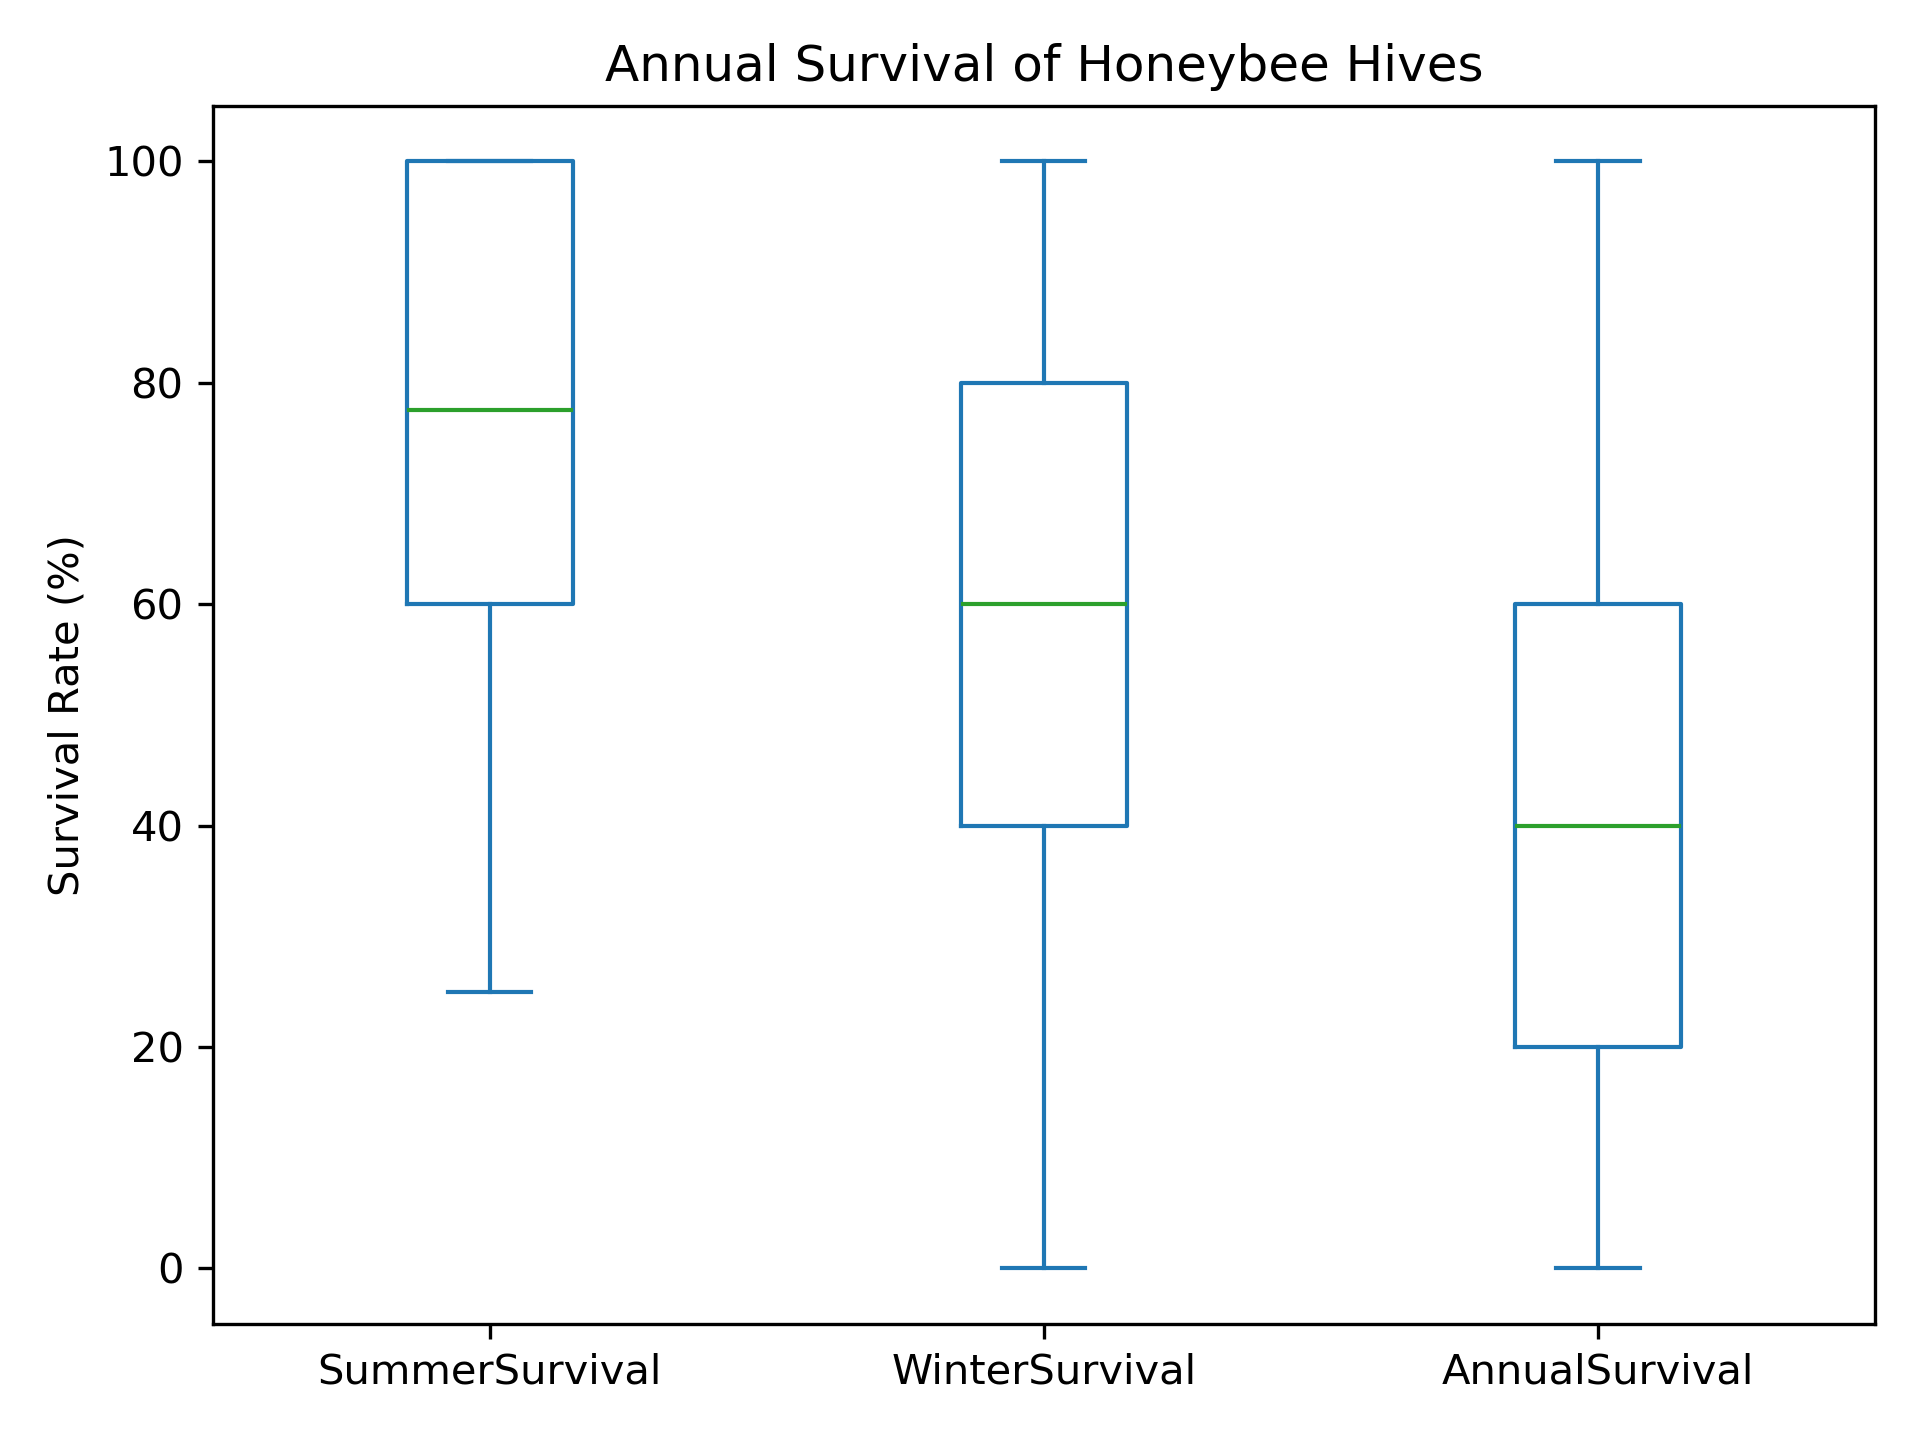 Annual Survival of Honeybee Hives
Survival Rate (%)
100
80
60
40
20
0
SummerSurvival
WinterSurvival
AnnualSurvival